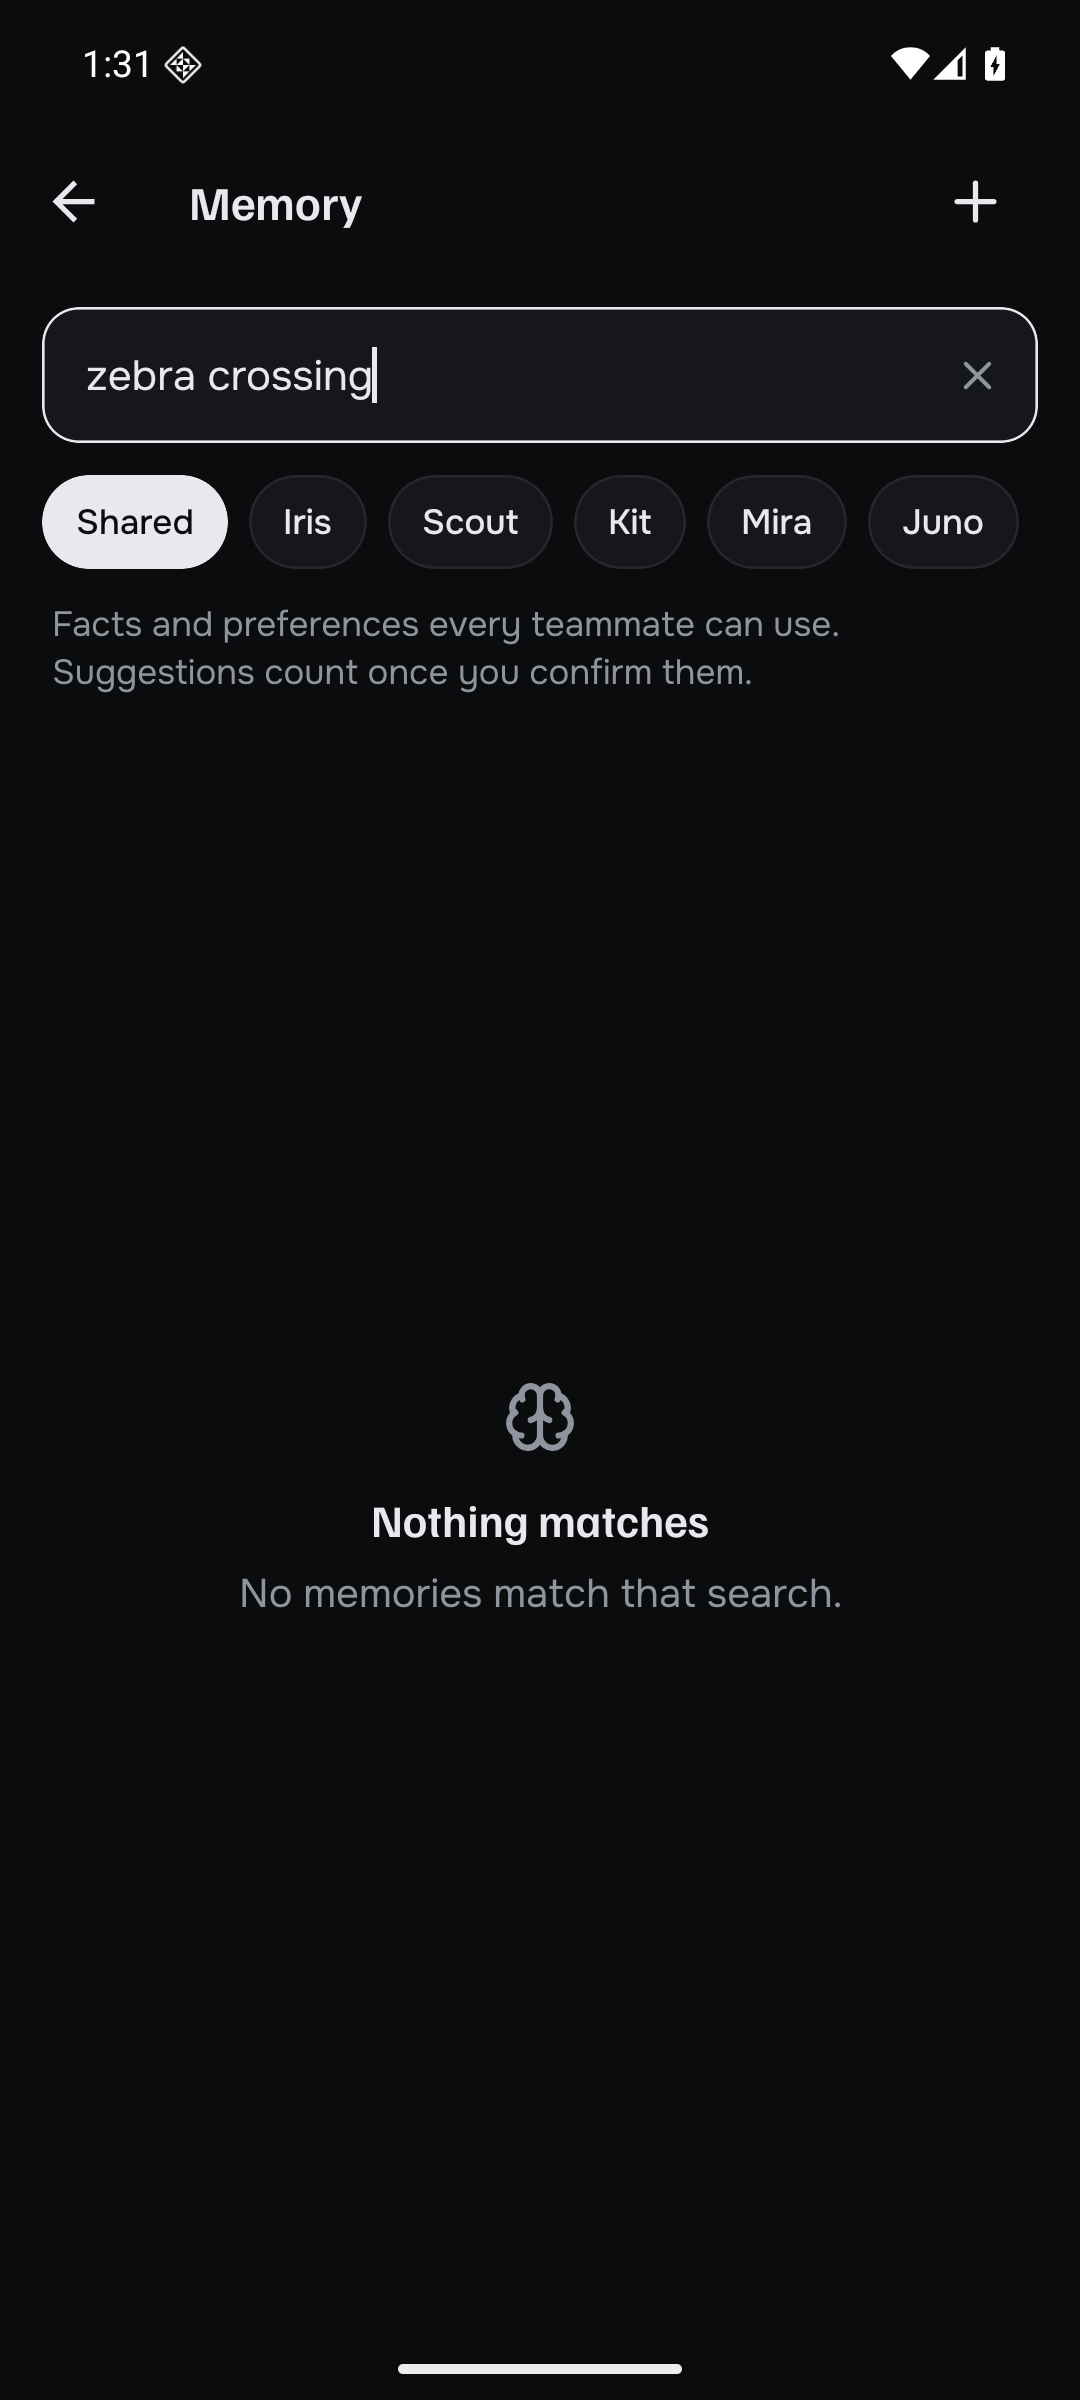 1:31
Memory
zebra crossing
Shared Iris Scout Kit Mira Juno
Facts and preferences every teammate can use.
Suggestions count once you confirm them.
Nothing matches
No memories match that search.